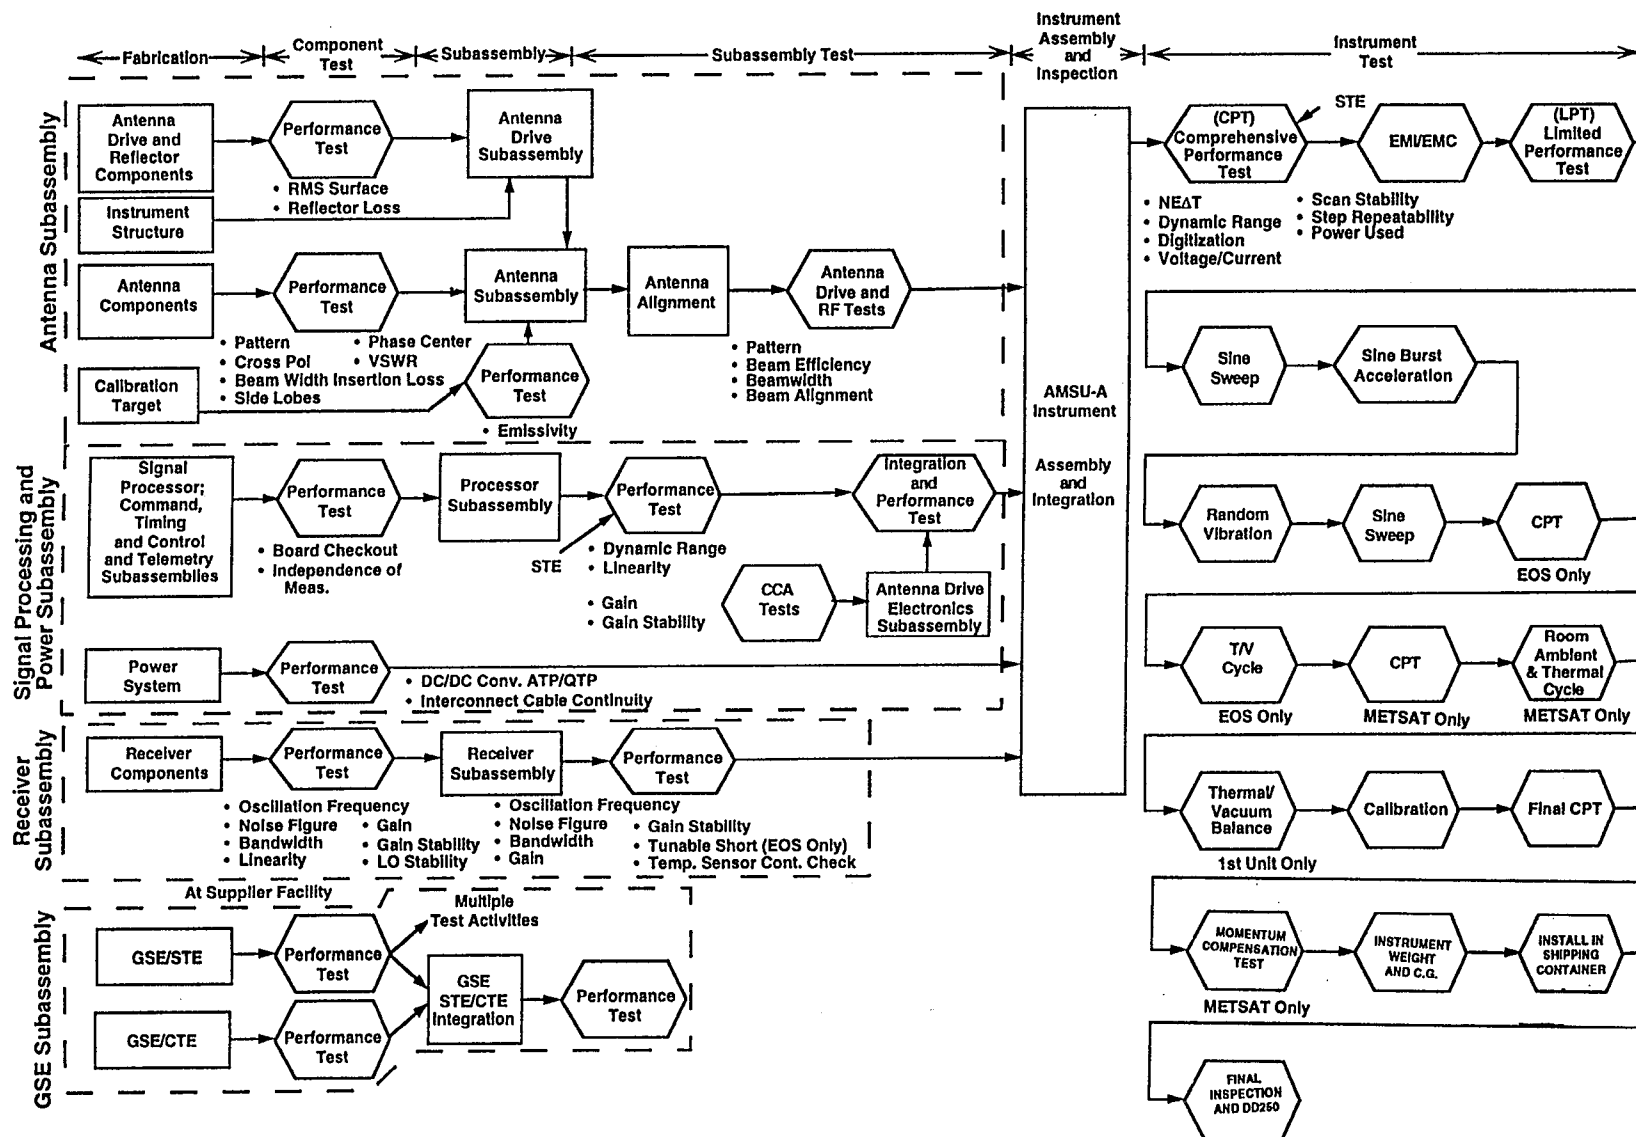 Fabrication
Component
Test
Subassembly
Subassembly Test
Instrument
Assembly
and
Inspection
Instrument
Test
Antenna Subassembly
Antenna
Drive and
Reflector
Components
Performance
Test
• RMS Surface
• Reflector Loss
Antenna
Drive
Subassembly
Instrument
Structure
Antenna
Components
Performance
Test
• Pattern
• Cross Pol
• Beam Width Insertion Loss
• Side Lobes
• Phase Center
• VSWR
Antenna
Subassembly
Antenna
Alignment
Antenna
Drive and
RF Tests
• Pattern
• Beam Efficiency
• Beamwidth
• Beam Alignment
Calibration
Target
Performance
Test
• Emissivity
Signal Processing and
Power Subassembly
Signal
Processor;
Command,
Timing
and Control
and Telemetry
Subassemblies
Performance
Test
• Board Checkout
• Independence of
Meas.
Processor
Subassembly
Performance
Test
STE
• Dynamic Range
• Linearity
• Gain
• Gain Stability
Integration
and
Performance
Test
CCA
Tests
Antenna Drive
Electronics
Subassembly
Power
System
Performance
Test
• DC/DC Conv. ATP/QTP
• Interconnect Cable Continuity
Receiver
Subassembly
Receiver
Components
Performance
Test
• Oscillation Frequency
• Noise Figure
• Bandwidth
• Linearity
• Gain
• Gain Stability
• LO Stability
Receiver
Subassembly
Performance
Test
• Oscillation Frequency
• Noise Figure
• Bandwidth
• Gain
• Gain Stability
• Tunable Short (EOS Only)
• Temp. Sensor Cont. Check
At Supplier Facility
GSE Subassembly
GSE/STE
Performance
Test
Multiple
Test Activities
GSE/CTE
Performance
Test
GSE
STE/CTE
Integration
Performance
Test
AMSU-A
Instrument
Assembly
and
Integration
(CPT)
Comprehensive
Performance
Test
STE
EMI/EMC
(LPT)
Limited
Performance
Test
• NEΔT
• Dynamic Range
• Digitization
• Voltage/Current
• Scan Stability
• Step Repeatability
• Power Used
Sine
Sweep
Sine Burst
Acceleration
Random
Vibration
Sine
Sweep
CPT
EOS Only
T/V
Cycle
EOS Only
CPT
METSAT Only
Room
Ambient
& Thermal
Cycle
METSAT Only
Thermal/
Vacuum
Balance
1st Unit Only
Calibration
Final CPT
MOMENTUM
COMPENSATION
TEST
METSAT Only
INSTRUMENT
WEIGHT
AND C.G.
INSTALL IN
SHIPPING
CONTAINER
FINAL
INSPECTION
AND DD250